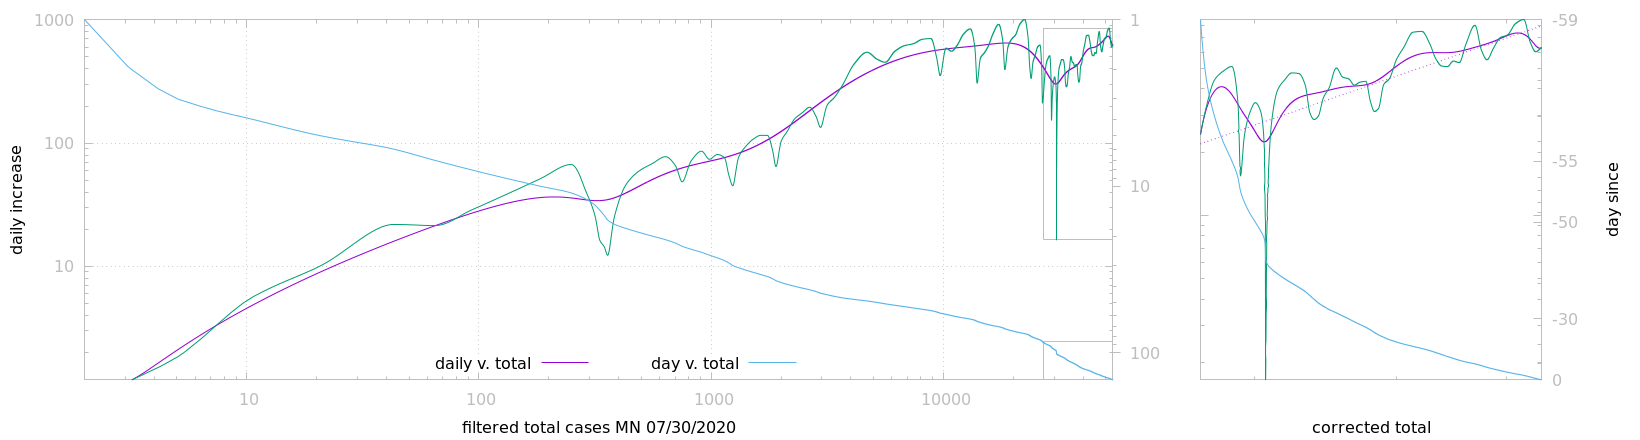 1000
100
10
daily increase
10
100
1000
10000
filtered total cases MN 07/30/2020
daily v. total
day v. total
1
10
100
-59
-55
-50
-30
0
day since
corrected total